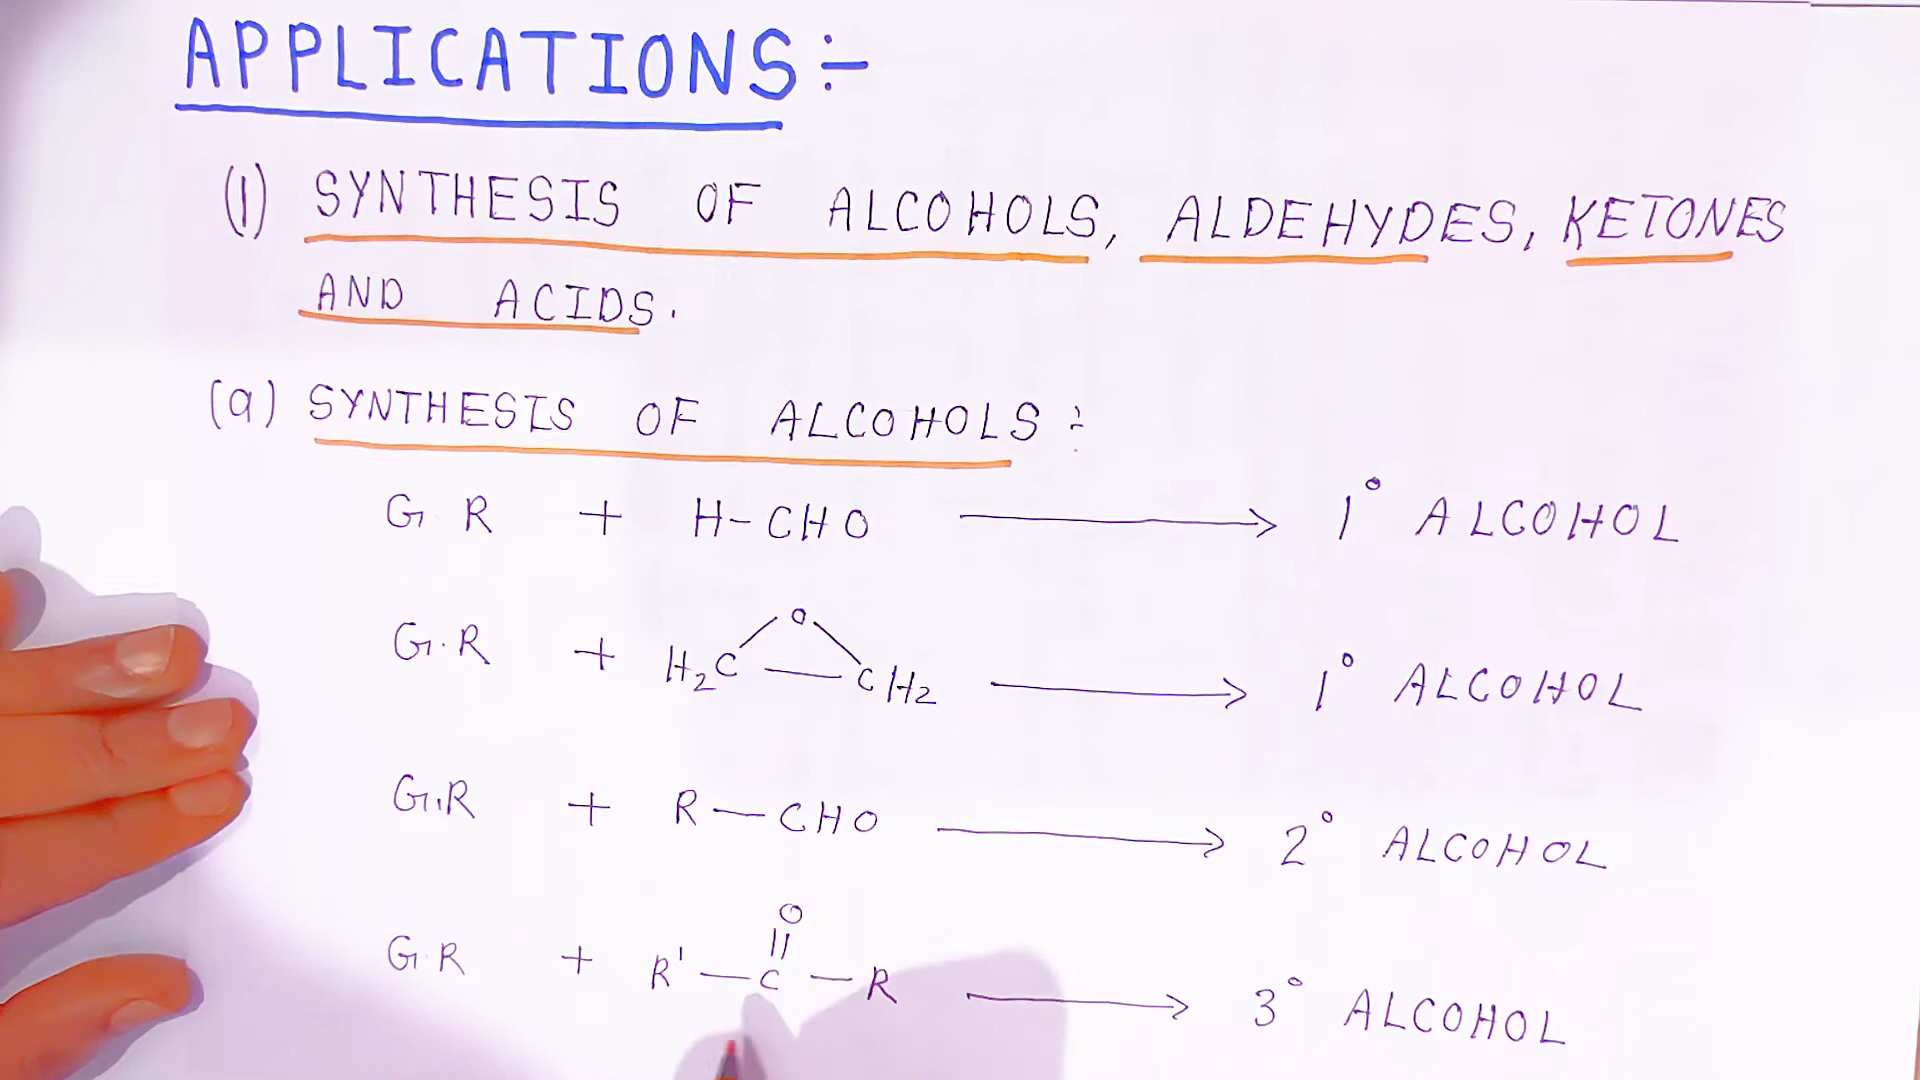 APPLICATIONS:-
(1) SYNTHESIS OF ALCOHOLS, ALDEHYDES, KETONES
AND ACIDS.
(a) SYNTHESIS OF ALCOHOLS :-
G R + H-CHO → 1° ALCOHOL
O
G.R + H₂C — CH₂ → 1° ALCOHOL
G.R + R — CHO → 2° ALCOHOL
O
G.R + R' — C — R → 3° ALCOHOL